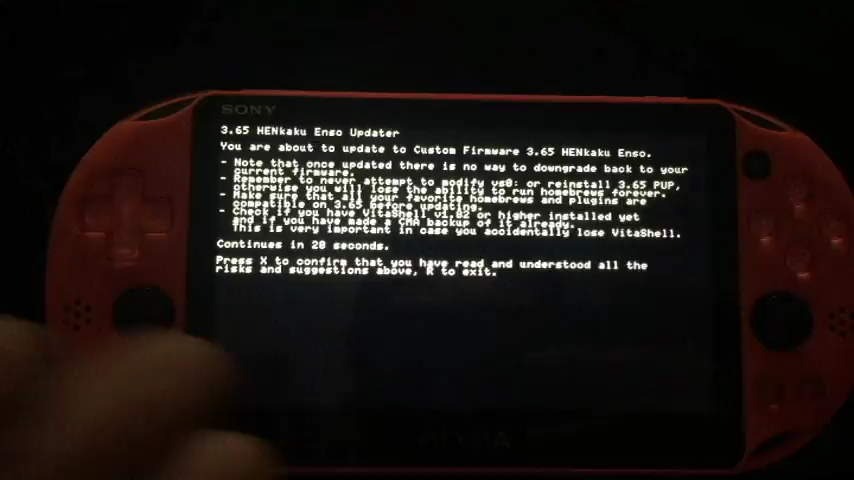 SONY
3.65 HENkaku Enso Updater
You are about to update to Custom Firmware 3.65 HENkaku Enso.
- Note that once updated there is no way to downgrade back to your
current firmware.
- Remember to never attempt to modify vs0: or reinstall 3.65 PUP,
otherwise you will lose the ability to run homebrews forever.
- Make sure that all your favorite homebrews and plugins are
compatible on 3.65 before updating.
- Check if you have VitaShell v1.82 or higher installed yet
and if you have made a CMA backup of it already.
This is very important in case you accidentally lose VitaShell.
Continues in 20 seconds.
Press X to confirm that you have read and understood all the
risks and suggestions above, R to exit.